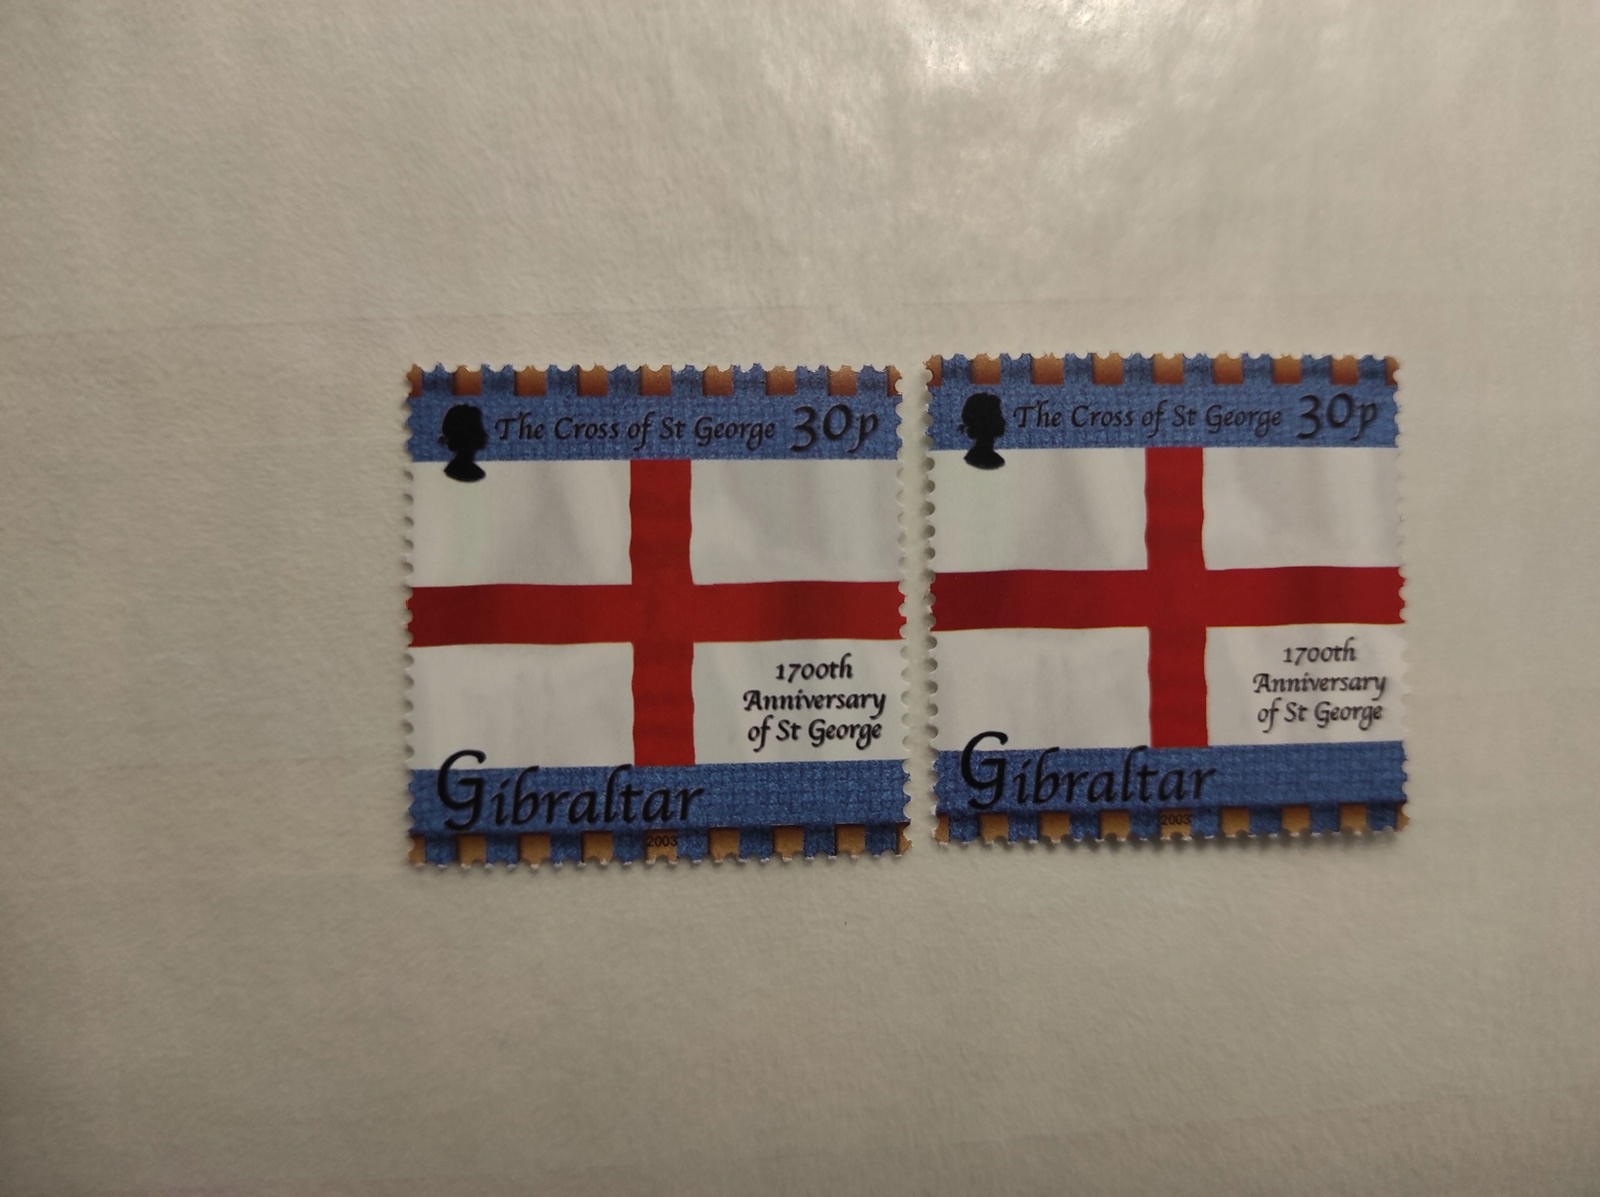 The Cross of St George 30p
1700th
Anniversary
of St George
Gibraltar
2003
The Cross of St George 30p
1700th
Anniversary
of St George
Gibraltar
2003